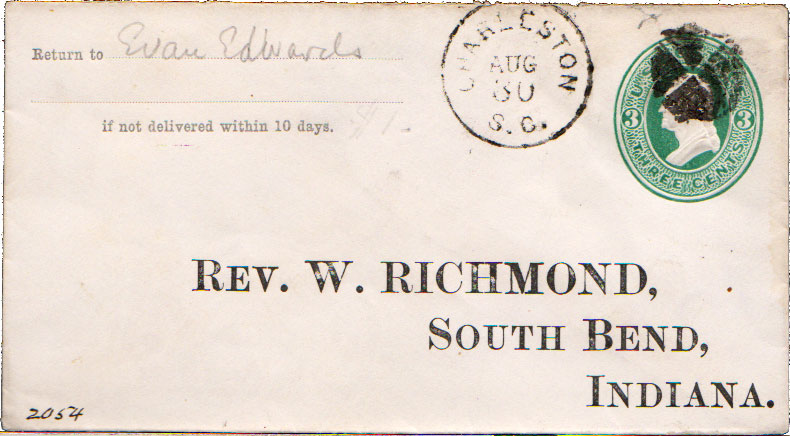 Return to Evan Edwards
if not delivered within 10 days.
CHARLESTON
AUG
30
S. C.
U.
3 3
THREE CENTS
REV. W. RICHMOND,
SOUTH BEND,
INDIANA.
2054